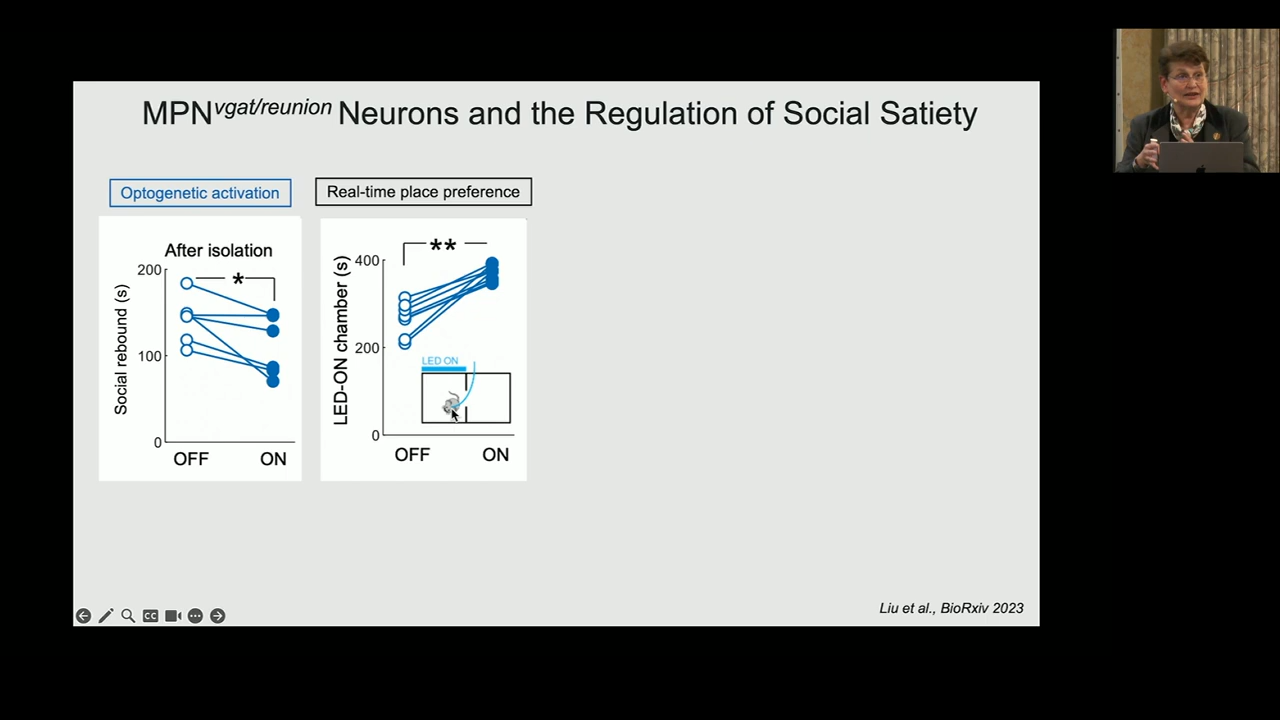 MPNvgat/reunion Neurons and the Regulation of Social Satiety
Optogenetic activation
Real-time place preference
After isolation
*
200
100
0
Social rebound (s)
OFF
ON
**
400
200
0
LED-ON chamber (s)
LED ON
OFF
ON
Liu et al., BioRxiv 2023
CC